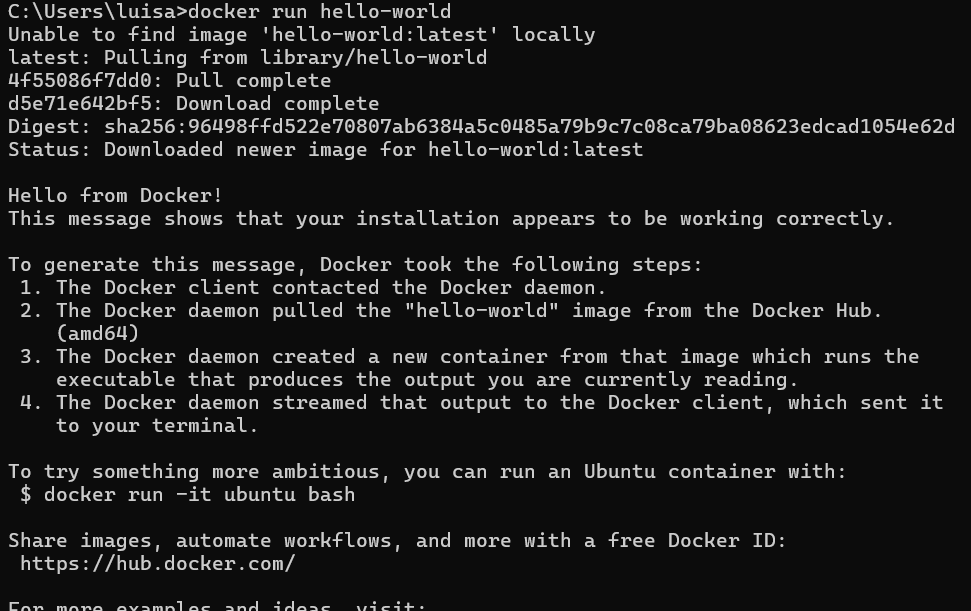 C:\Users\luisa>docker run hello-world
Unable to find image 'hello-world:latest' locally
latest: Pulling from library/hello-world
4f55086f7dd0: Pull complete
d5e71e642bf5: Download complete
Digest: sha256:96498ffd522e70807ab6384a5c0485a79b9c7c08ca79ba08623edcad1054e62d
Status: Downloaded newer image for hello-world:latest

Hello from Docker!
This message shows that your installation appears to be working correctly.

To generate this message, Docker took the following steps:
 1. The Docker client contacted the Docker daemon.
 2. The Docker daemon pulled the "hello-world" image from the Docker Hub.
    (amd64)
 3. The Docker daemon created a new container from that image which runs the
    executable that produces the output you are currently reading.
 4. The Docker daemon streamed that output to the Docker client, which sent it
    to your terminal.

To try something more ambitious, you can run an Ubuntu container with:
 $ docker run -it ubuntu bash

Share images, automate workflows, and more with a free Docker ID:
 https://hub.docker.com/

For more examples and ideas, visit: